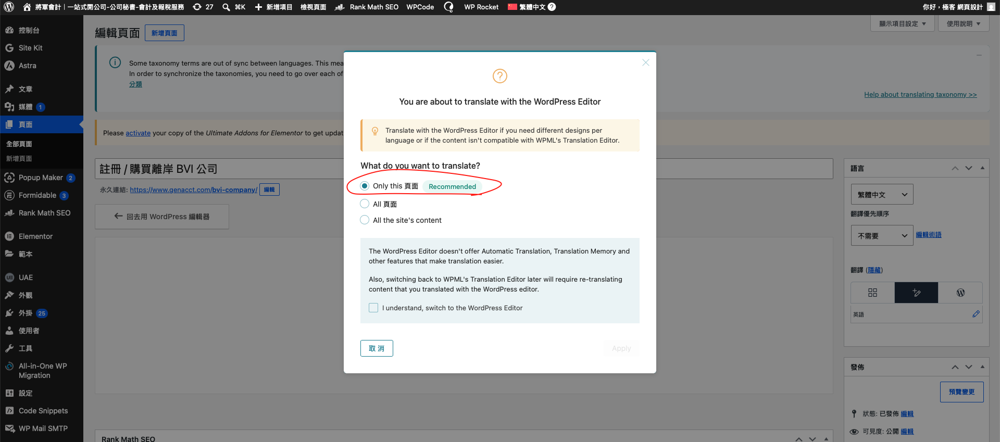 將軍會計 | 一站式開公司-公司秘書-會計及報稅服務 27 ⌘K 新增項目 檢視頁面 Rank Math SEO WPCode WP Rocket 繁體中文 你好，極客 網頁設計
控制台
Site Kit
Astra
文章
媒體 1
頁面
全部頁面
新增頁面
Popup Maker 2
Formidable 3
Rank Math SEO
Elementor
範本
UAE
外觀
外掛 25
使用者
工具
All-in-One WP
Migration
設定
Code Snippets
WP Mail SMTP
編輯頁面 新增頁面
顯示項目設定 使用說明
Some taxonomy terms are out of sync between languages. This mea
In order to synchronize the taxonomies, you need to go over each of
分類
Help about translating taxonomy >>
Please activate your copy of the Ultimate Addons for Elementor to get updat
註冊 / 購買離岸 BVI 公司
永久連結: https://www.genacct.com/bvi-company/ 編輯
回去用 WordPress 編輯器
Rank Math SEO
You are about to translate with the WordPress Editor
Translate with the WordPress Editor if you need different designs per
language or if the content isn't compatible with WPML's Translation Editor.
What do you want to translate?
Only this 頁面 Recommended
All 頁面
All the site's content
The WordPress Editor doesn't offer Automatic Translation, Translation Memory and
other features that make translation easier.
Also, switching back to WPML's Translation Editor later will require re-translating
content that you translated with the WordPress editor.
I understand, switch to the WordPress Editor
取 消 Apply
語言
繁體中文
翻譯優先順序
不需要 編輯術語
翻譯 (隱藏)
英語
發佈
預覽變更
狀態: 已發佈 編輯
可見度: 公開 編輯